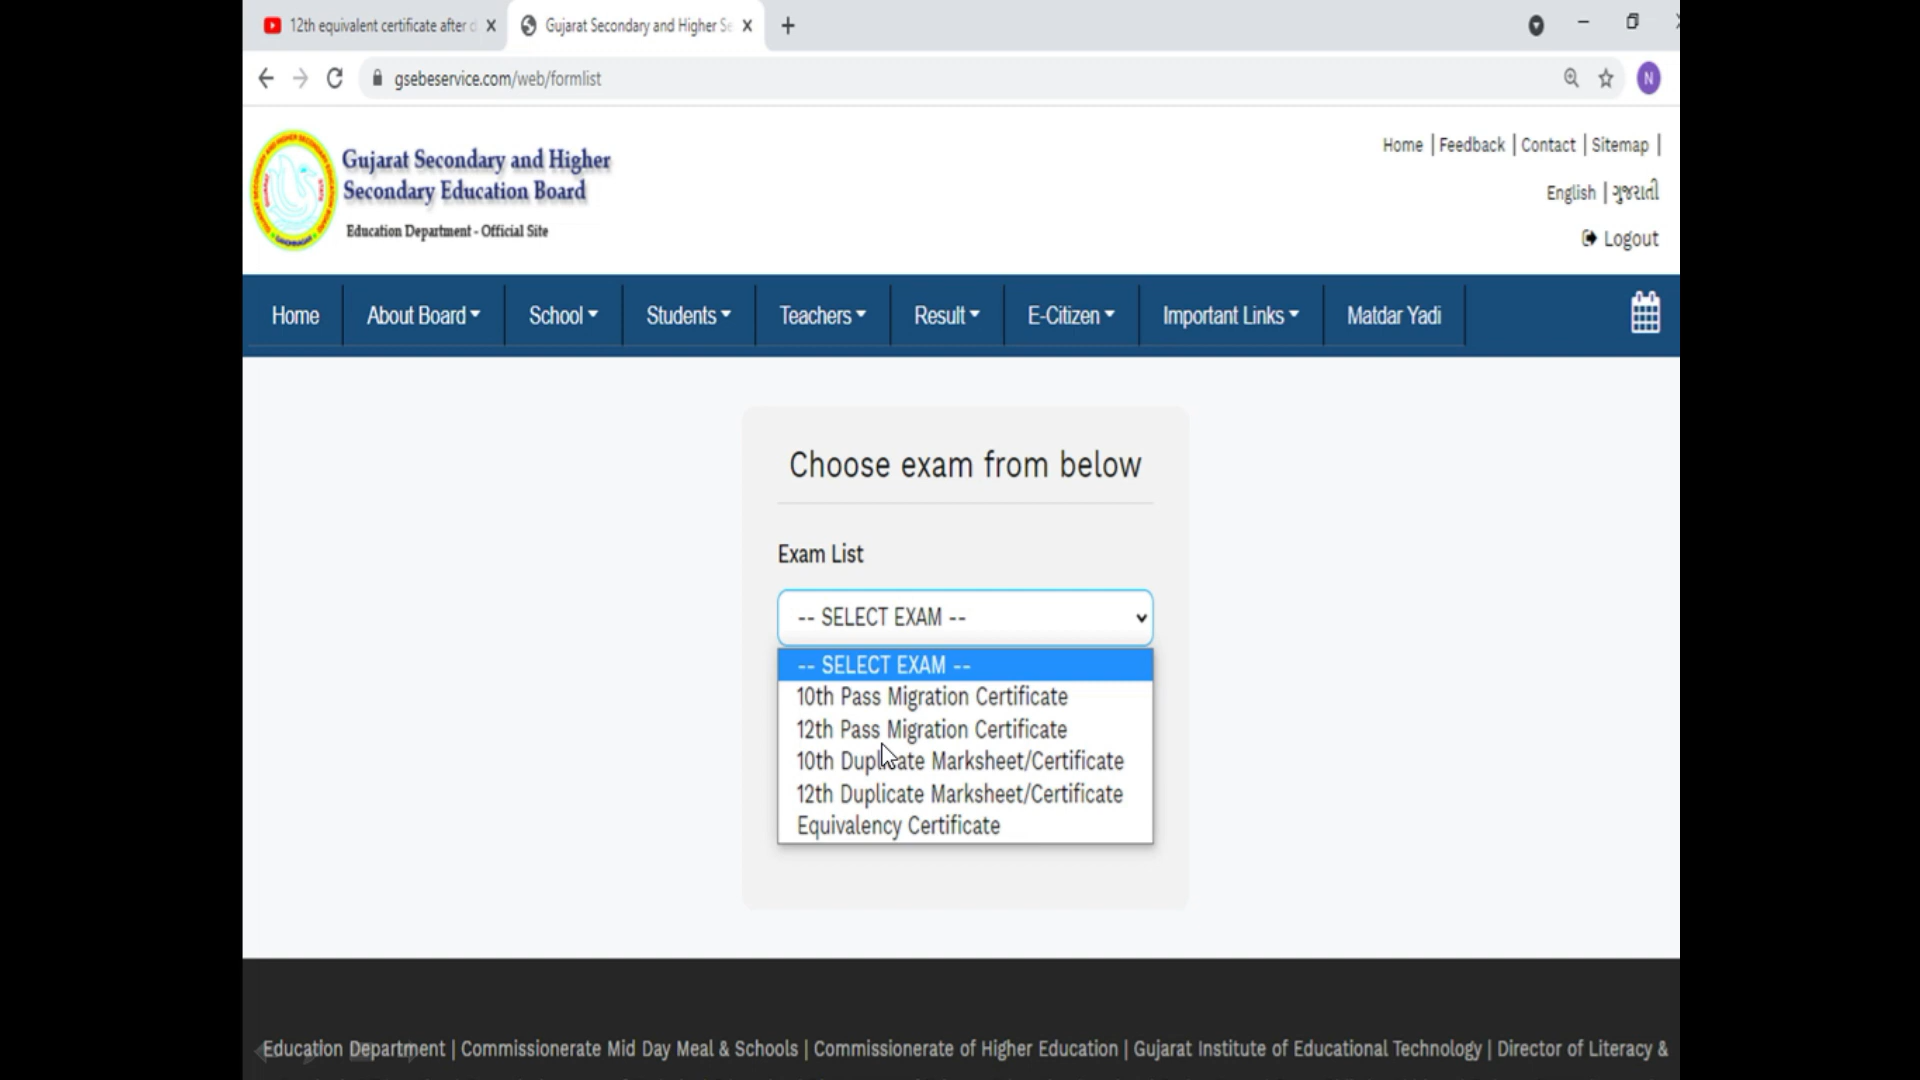 12th equivalent certificate after d
Gujarat Secondary and Higher Se
gsebeservice.com/web/formlist
N
Gujarat Secondary and Higher
Secondary Education Board
Education Department - Official Site
Home | Feedback | Contact | Sitemap |
English | ગુજરાતી
Logout
Home
About Board
School
Students
Teachers
Result
E-Citizen
Important Links
Matdar Yadi
Choose exam from below
Exam List
-- SELECT EXAM --
-- SELECT EXAM --
10th Pass Migration Certificate
12th Pass Migration Certificate
10th Duplicate Marksheet/Certificate
12th Duplicate Marksheet/Certificate
Equivalency Certificate
Education Department | Commissionerate Mid Day Meal & Schools | Commissionerate of Higher Education | Gujarat Institute of Educational Technology | Director of Literacy &